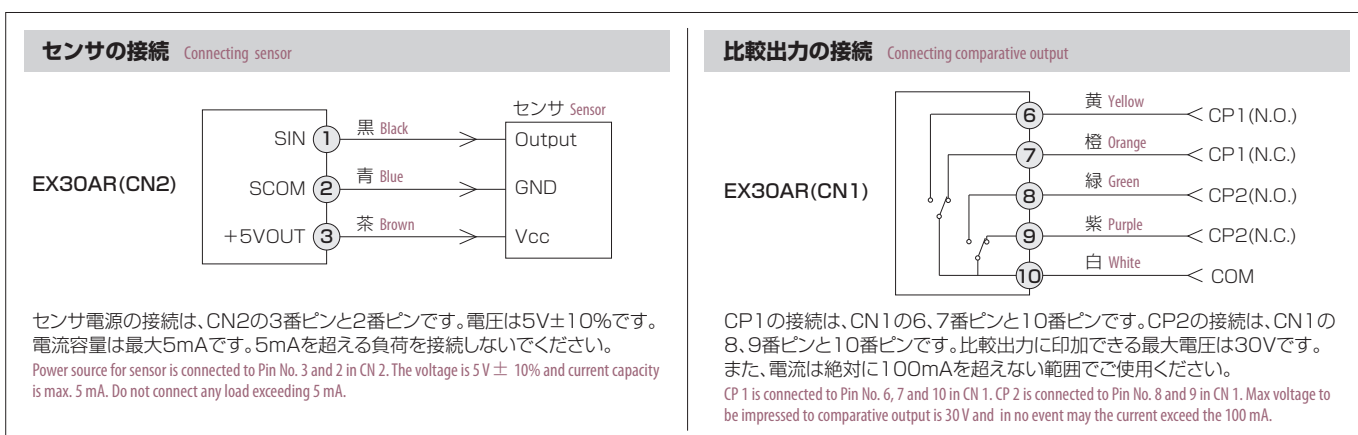 センサの接続 Connecting sensor
センサ Sensor
EX30AR(CN2)
SIN 1 黒 Black Output
SCOM 2 青 Blue GND
+5VOUT 3 茶 Brown Vcc
センサ電源の接続は、CN2の3番ピンと2番ピンです。電圧は5V±10%です。
電流容量は最大5mAです。5mAを超える負荷を接続しないでください。
Power source for sensor is connected to Pin No. 3 and 2 in CN 2. The voltage is 5 V ± 10% and current capacity
is max. 5 mA. Do not connect any load exceeding 5 mA.
比較出力の接続 Connecting comparative output
EX30AR(CN1)
6 黄 Yellow CP1(N.O.)
7 橙 Orange CP1(N.C.)
8 緑 Green CP2(N.O.)
9 紫 Purple CP2(N.C.)
10 白 White COM
CP1の接続は、CN1の6、7番ピンと10番ピンです。CP2の接続は、CN1の
8、9番ピンと10番ピンです。比較出力に印加できる最大電圧は30Vです。
また、電流は絶対に100mAを超えない範囲でご使用ください。
CP 1 is connected to Pin No. 6, 7 and 10 in CN 1. CP 2 is connected to Pin No. 8 and 9 in CN 1. Max voltage to
be impressed to comparative output is 30 V and in no event may the current exceed the 100 mA.